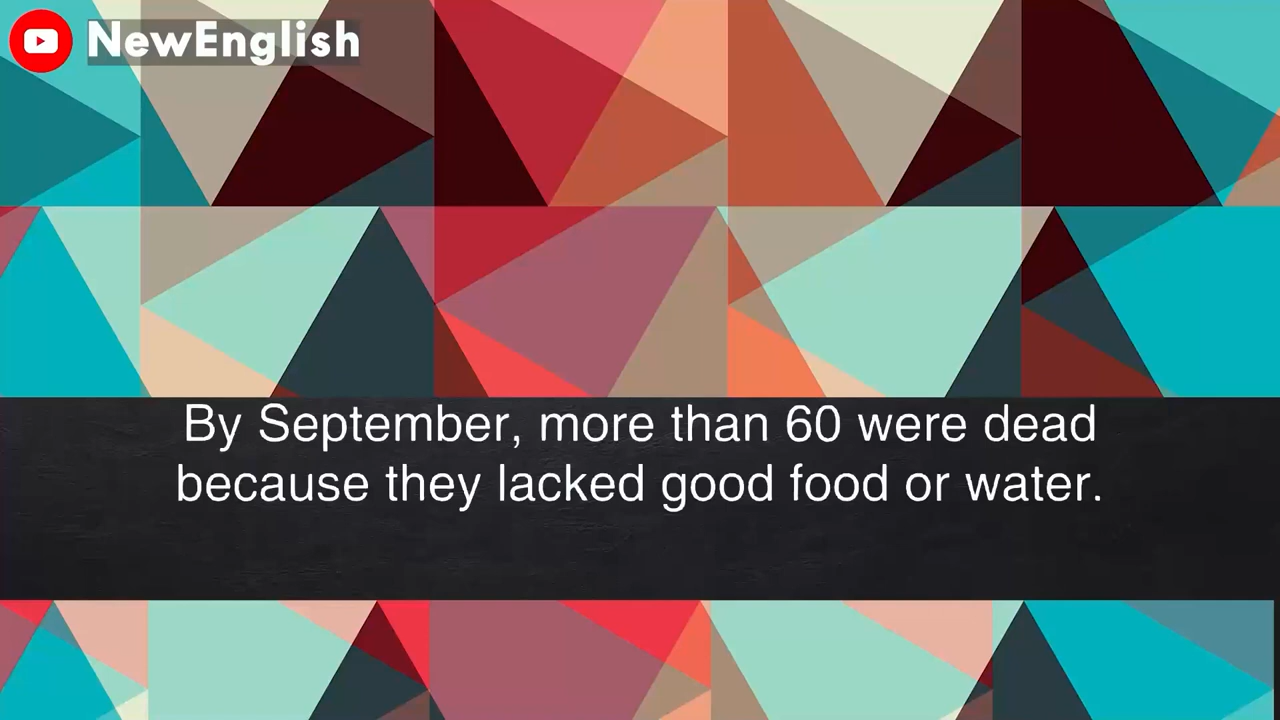 NewEnglish
By September, more than 60 were dead
because they lacked good food or water.